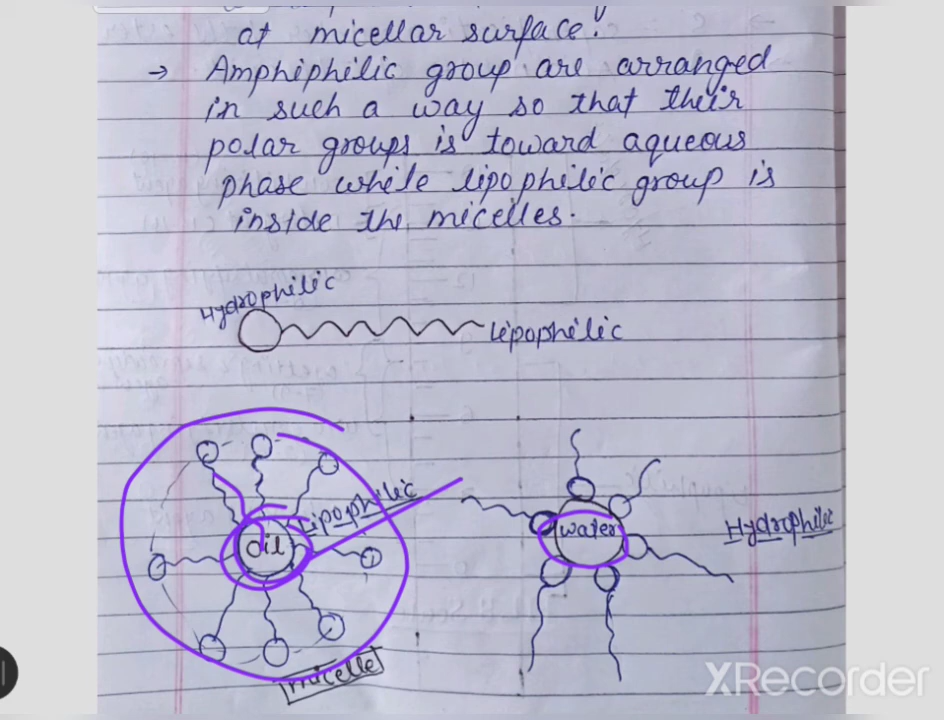 at micellar surface!
→ Amphiphilic group are arranged
in such a way so that their
polar groups is toward aqueous
phase while lipophilic group is
inside the micelles.
Hydrophilic
Lipophilic
Lipophilic
oil
water
Hydrophilic
micelle
XRecorder